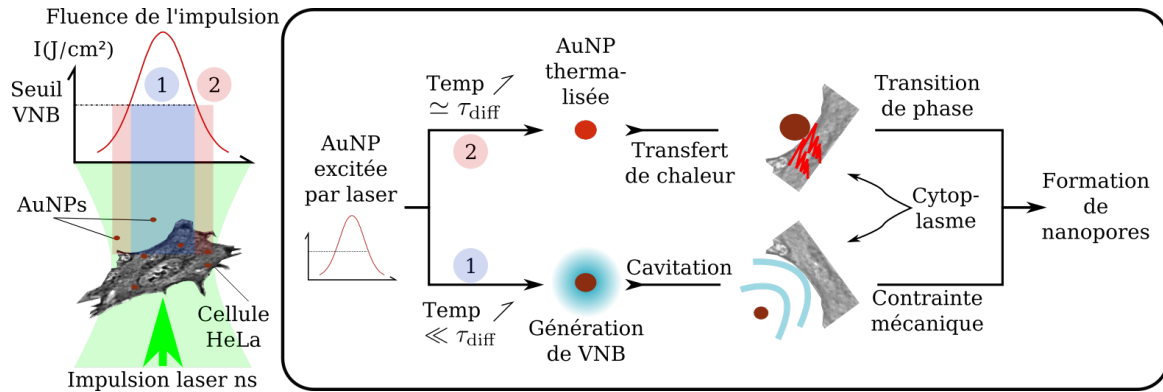 Fluence de l'impulsion
I(J/cm²)
1
2
Seuil
VNB
AuNPs
Cellule
HeLa
Impulsion laser ns
AuNP
excitée
par laser
Temp ↗
≃ τdiff
2
AuNP
therma-
lisée
Transfert
de chaleur
Transition
de phase
1
Temp ↗
≪ τdiff
Génération
de VNB
Cavitation
Cytop-
lasme
Contrainte
mécanique
Formation
de
nanopores